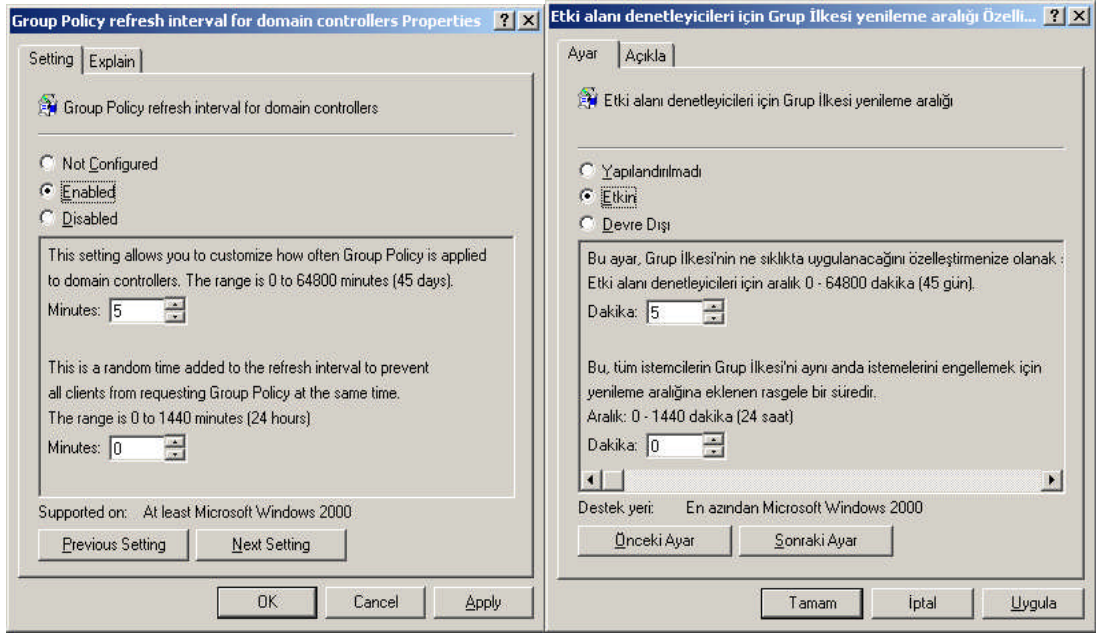 Group Policy refresh interval for domain controllers Properties
Setting
Explain
Group Policy refresh interval for domain controllers
Not Configured
Enabled
Disabled
This setting allows you to customize how often Group Policy is applied
to domain controllers. The range is 0 to 64800 minutes (45 days).
Minutes: 5
This is a random time added to the refresh interval to prevent
all clients from requesting Group Policy at the same time.
The range is 0 to 1440 minutes (24 hours)
Minutes: 0
Supported on: At least Microsoft Windows 2000
Previous Setting
Next Setting
OK
Cancel
Apply
Etki alanı denetleyicileri için Grup İlkesi yenileme aralığı Özelli...
Ayar
Açıkla
Etki alanı denetleyicileri için Grup İlkesi yenileme aralığı
Yapılandırılmadı
Etkin
Devre Dışı
Bu ayar, Grup İlkesi'nin ne sıklıkta uygulanacağını özelleştirmenize olanak
Etki alanı denetleyicileri için aralık 0 - 64800 dakika (45 gün).
Dakika: 5
Bu, tüm istemcilerin Grup İlkesi'ni aynı anda istemelerini engellemek için
yenileme aralığına eklenen rasgele bir süredir.
Aralık: 0 - 1440 dakika (24 saat)
Dakika: 0
Destek yeri: En azından Microsoft Windows 2000
Önceki Ayar
Sonraki Ayar
Tamam
İptal
Uygula